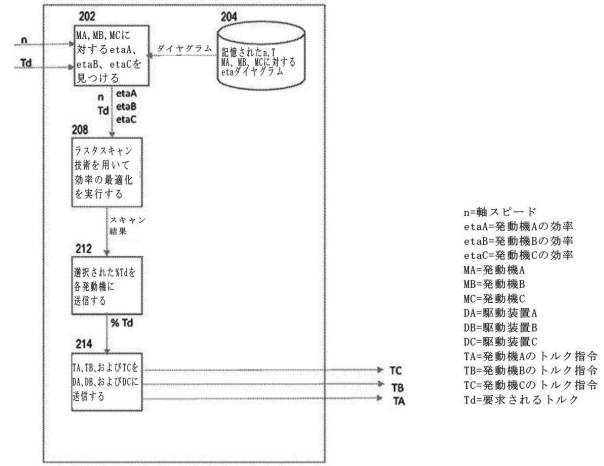 202
MA,MB,MCに
対するetaA、
etaB、etaCを
見つける
n
Td
ダイヤグラム
204
記憶されたn,T
MA、MB、MCに対する
etaダイヤグラム
n
Td
etaA
etaB
etaC
208
ラスタスキャン
技術を用いて
効率の最適化
を実行する
スキャン
結果
212
選択された%Tdを
各発動機に
送信する
% Td
214
TA,TB、およびTCを
DA,DB、およびDCに
送信する
TC
TB
TA
n=軸スピード
etaA=発動機Aの効率
etaB=発動機Bの効率
etaC=発動機Cの効率
MA=発動機A
MB=発動機B
MC=発動機C
DA=駆動装置A
DB=駆動装置B
DC=駆動装置C
TA=発動機Aのトルク指令
TB=発動機Bのトルク指令
TC=発動機Cのトルク指令
Td=要求されるトルク